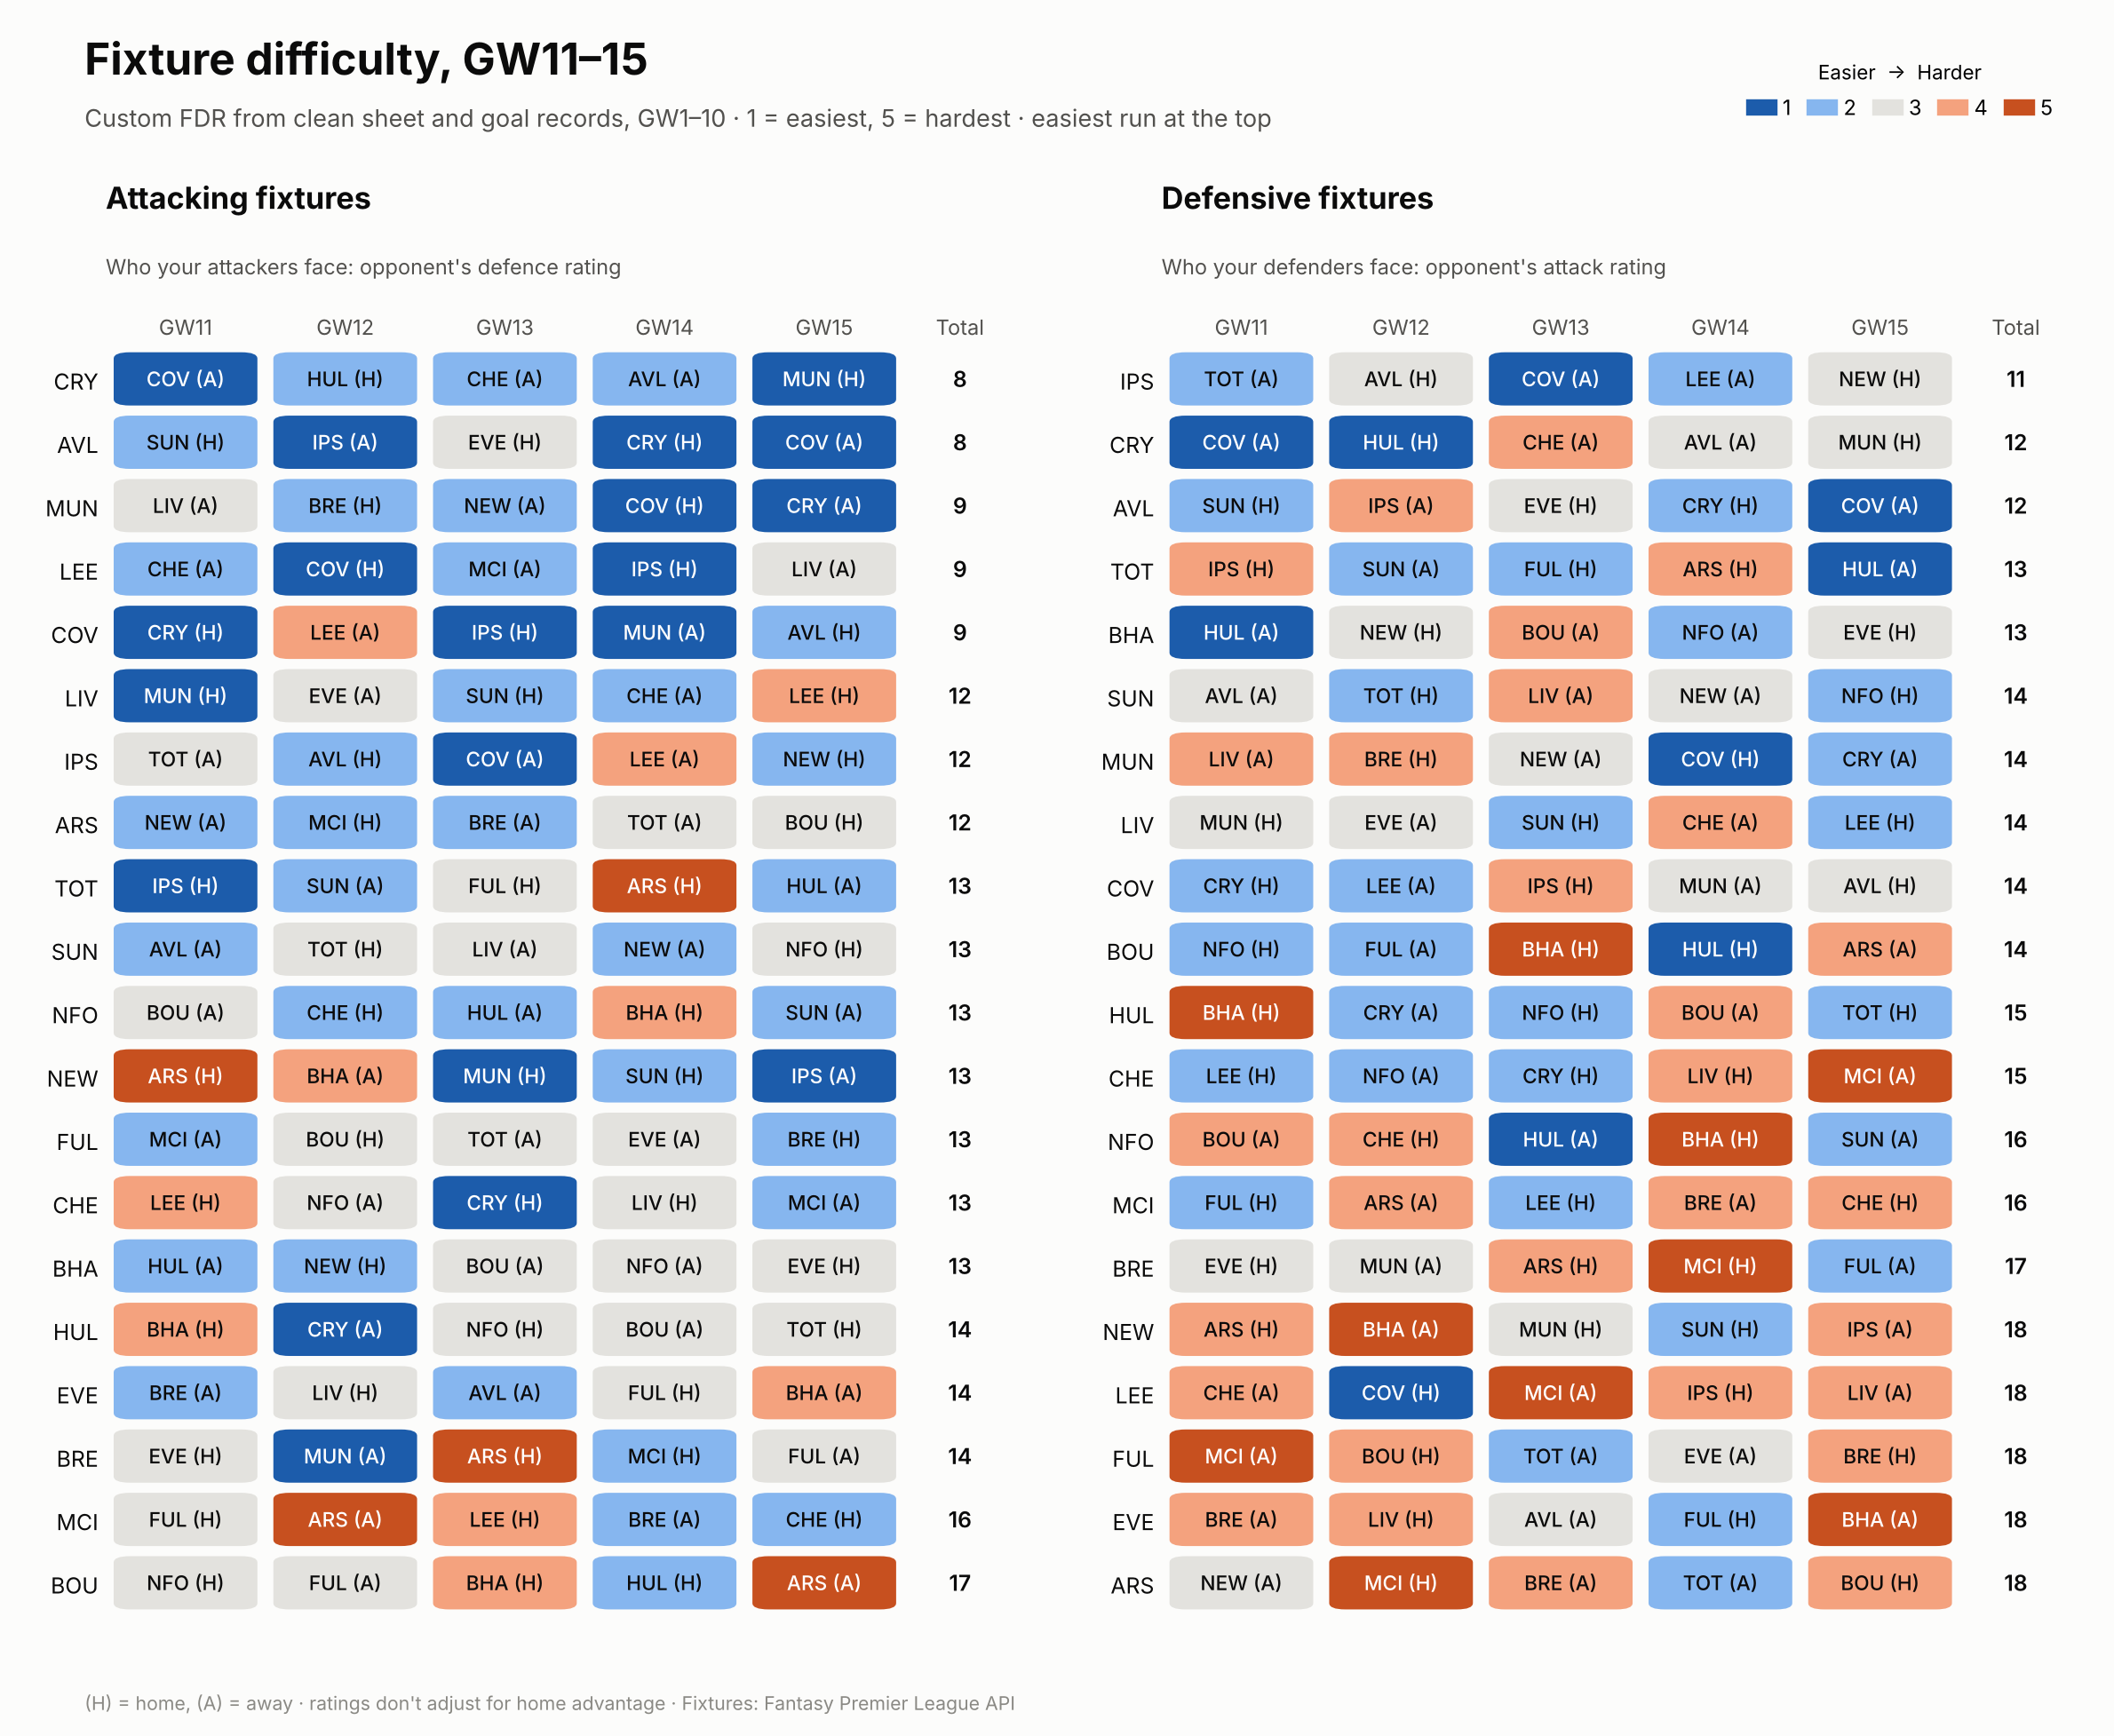 Fixture difficulty, GW11–15
Custom FDR from clean sheet and goal records, GW1–10 · 1 = easiest, 5 = hardest · easiest run at the top
Easier → Harder
1 2 3 4 5
Attacking fixtures
Who your attackers face: opponent's defence rating
GW11 GW12 GW13 GW14 GW15 Total
CRY COV (A) HUL (H) CHE (A) AVL (A) MUN (H) 8
AVL SUN (H) IPS (A) EVE (H) CRY (H) COV (A) 8
MUN LIV (A) BRE (H) NEW (A) COV (H) CRY (A) 9
LEE CHE (A) COV (H) MCI (A) IPS (H) LIV (A) 9
COV CRY (H) LEE (A) IPS (H) MUN (A) AVL (H) 9
LIV MUN (H) EVE (A) SUN (H) CHE (A) LEE (H) 12
IPS TOT (A) AVL (H) COV (A) LEE (A) NEW (H) 12
ARS NEW (A) MCI (H) BRE (A) TOT (A) BOU (H) 12
TOT IPS (H) SUN (A) FUL (H) ARS (H) HUL (A) 13
SUN AVL (A) TOT (H) LIV (A) NEW (A) NFO (H) 13
NFO BOU (A) CHE (H) HUL (A) BHA (H) SUN (A) 13
NEW ARS (H) BHA (A) MUN (H) SUN (H) IPS (A) 13
FUL MCI (A) BOU (H) TOT (A) EVE (A) BRE (H) 13
CHE LEE (H) NFO (A) CRY (H) LIV (H) MCI (A) 13
BHA HUL (A) NEW (H) BOU (A) NFO (A) EVE (H) 13
HUL BHA (H) CRY (A) NFO (H) BOU (A) TOT (H) 14
EVE BRE (A) LIV (H) AVL (A) FUL (H) BHA (A) 14
BRE EVE (H) MUN (A) ARS (H) MCI (H) FUL (A) 14
MCI FUL (H) ARS (A) LEE (H) BRE (A) CHE (H) 16
BOU NFO (H) FUL (A) BHA (H) HUL (H) ARS (A) 17
Defensive fixtures
Who your defenders face: opponent's attack rating
GW11 GW12 GW13 GW14 GW15 Total
IPS TOT (A) AVL (H) COV (A) LEE (A) NEW (H) 11
CRY COV (A) HUL (H) CHE (A) AVL (A) MUN (H) 12
AVL SUN (H) IPS (A) EVE (H) CRY (H) COV (A) 12
TOT IPS (H) SUN (A) FUL (H) ARS (H) HUL (A) 13
BHA HUL (A) NEW (H) BOU (A) NFO (A) EVE (H) 13
SUN AVL (A) TOT (H) LIV (A) NEW (A) NFO (H) 14
MUN LIV (A) BRE (H) NEW (A) COV (H) CRY (A) 14
LIV MUN (H) EVE (A) SUN (H) CHE (A) LEE (H) 14
COV CRY (H) LEE (A) IPS (H) MUN (A) AVL (H) 14
BOU NFO (H) FUL (A) BHA (H) HUL (H) ARS (A) 14
HUL BHA (H) CRY (A) NFO (H) BOU (A) TOT (H) 15
CHE LEE (H) NFO (A) CRY (H) LIV (H) MCI (A) 15
NFO BOU (A) CHE (H) HUL (A) BHA (H) SUN (A) 16
MCI FUL (H) ARS (A) LEE (H) BRE (A) CHE (H) 16
BRE EVE (H) MUN (A) ARS (H) MCI (H) FUL (A) 17
NEW ARS (H) BHA (A) MUN (H) SUN (H) IPS (A) 18
LEE CHE (A) COV (H) MCI (A) IPS (H) LIV (A) 18
FUL MCI (A) BOU (H) TOT (A) EVE (A) BRE (H) 18
EVE BRE (A) LIV (H) AVL (A) FUL (H) BHA (A) 18
ARS NEW (A) MCI (H) BRE (A) TOT (A) BOU (H) 18
(H) = home, (A) = away · ratings don't adjust for home advantage · Fixtures: Fantasy Premier League API